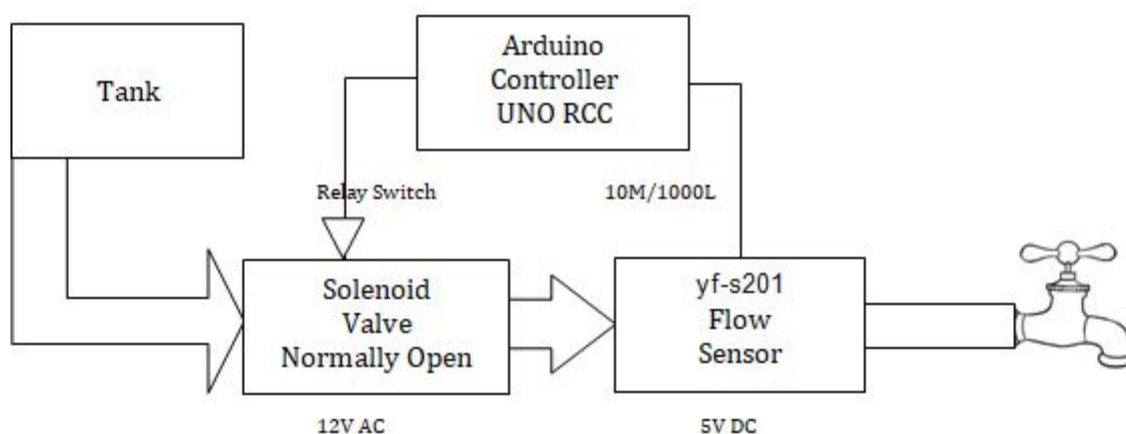 Tank
Arduino
Controller
UNO RCC
Relay Switch
10M/1000L
Solenoid
Valve
Normally Open
yf-s201
Flow
Sensor
12V AC
5V DC